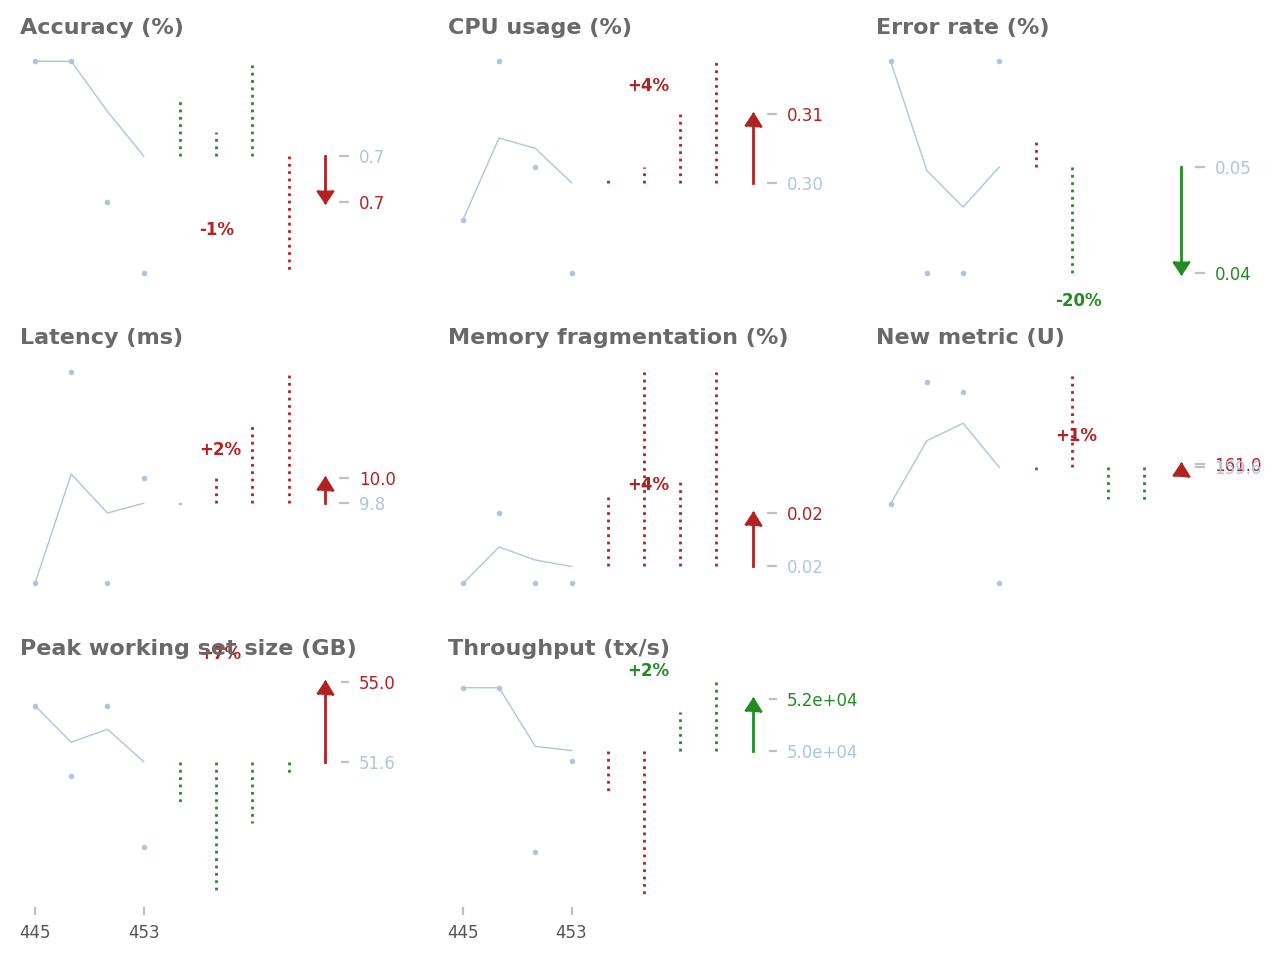 Accuracy (%)
0.7
0.7
-1%
CPU usage (%)
+4%
0.31
0.30
Error rate (%)
0.05
0.04
-20%
Latency (ms)
+2%
10.0
9.8
Memory fragmentation (%)
+4%
0.02
0.02
New metric (U)
+1%
161.0
159.6
Peak working set size (GB)
+7%
55.0
51.6
445
453
Throughput (tx/s)
+2%
5.2e+04
5.0e+04
445
453